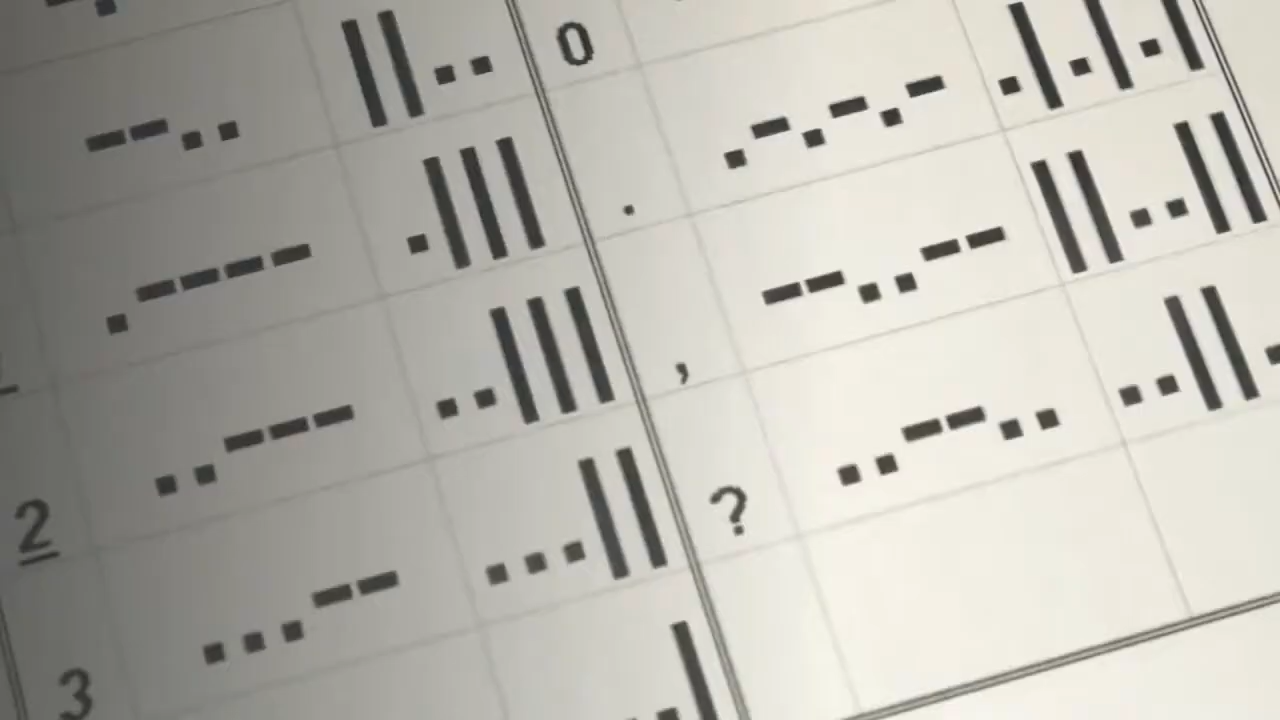 --.. ||..
.---- .|||
2 ..--- ..|||
3 ...-- ...||
0
. .-.-.- .|.|.|
, --..-- ||..||
? ..--.. ..||